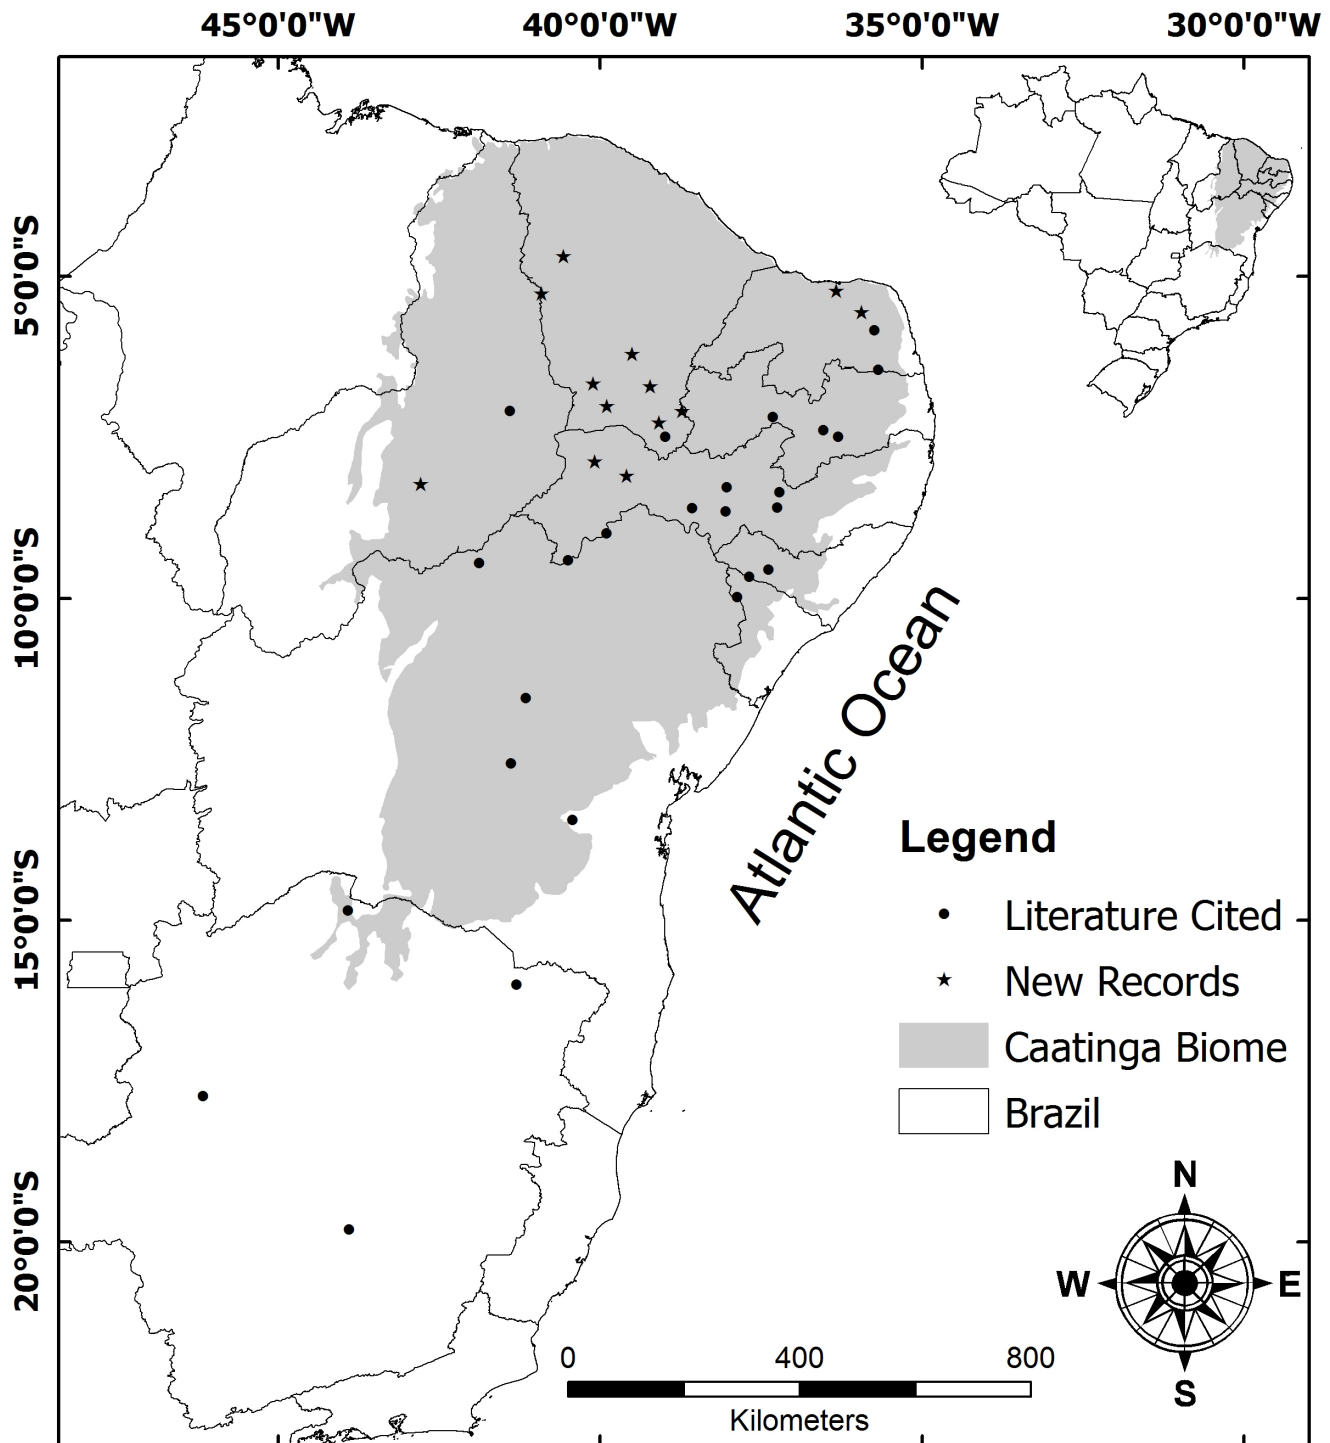 45°0'0"W 40°0'0"W 35°0'0"W 30°0'0"W
5°0'0"S
10°0'0"S
15°0'0"S
20°0'0"S
Atlantic Ocean
Legend
Literature Cited
New Records
Caatinga Biome
Brazil
N
W E
S
0 400 800
Kilometers